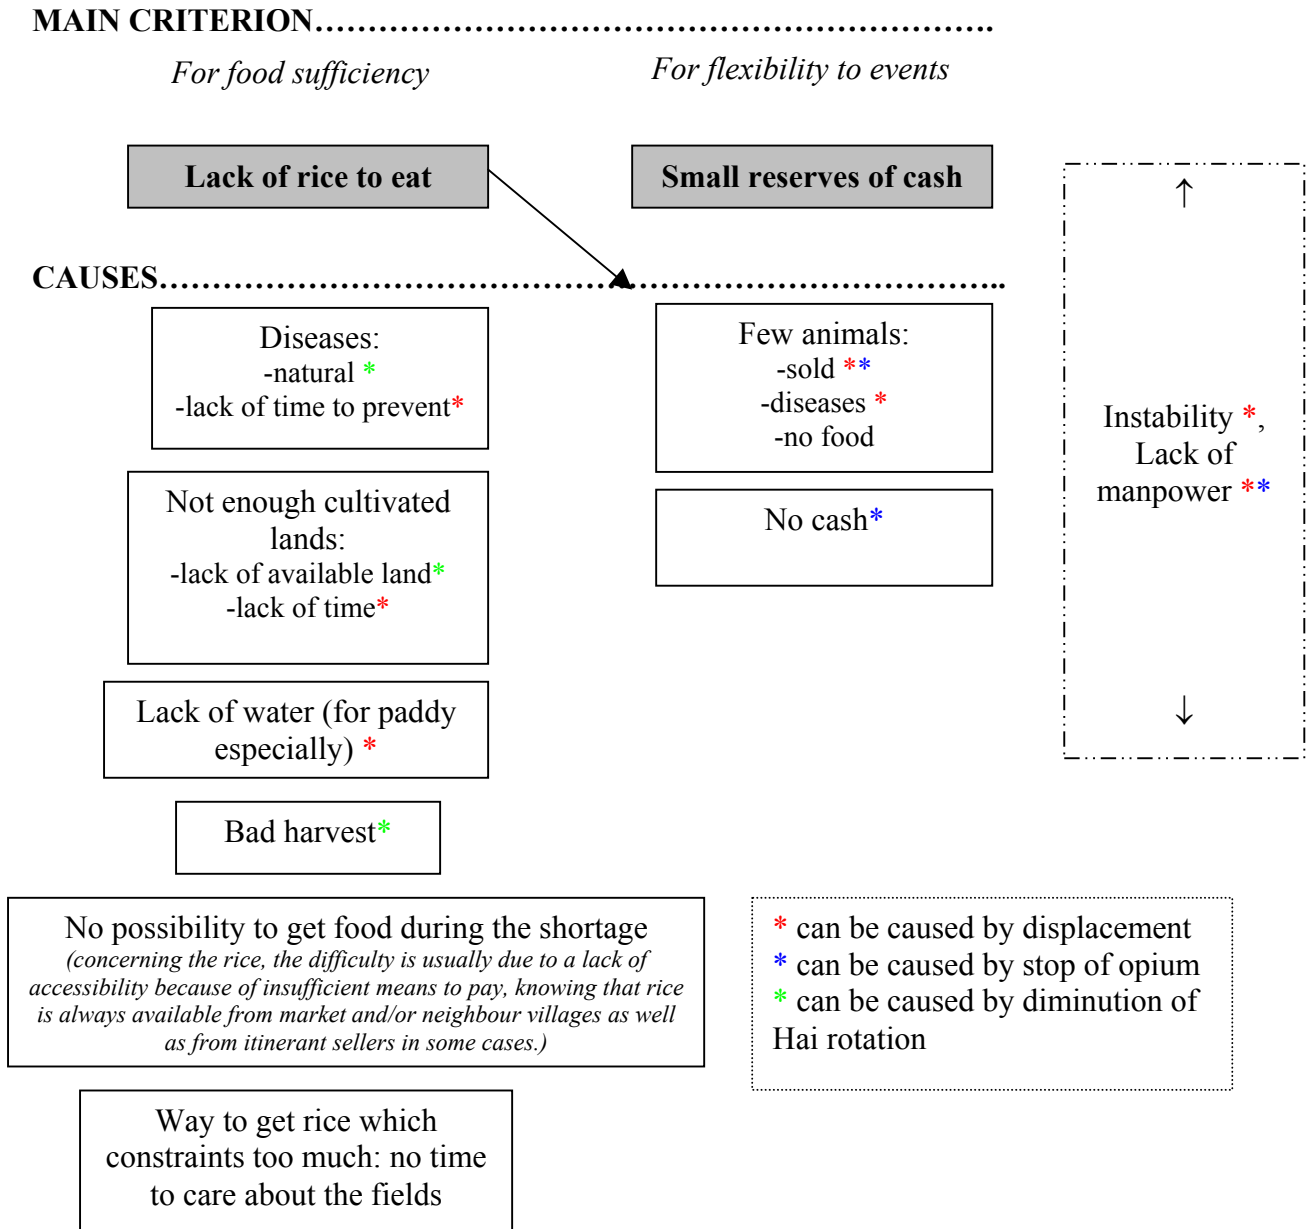 MAIN CRITERION……………………………………………………….
For food sufficiency
For flexibility to events
Lack of rice to eat
Small reserves of cash
↑
CAUSES……………………………………………………………………..
Diseases:
-natural *
-lack of time to prevent*
Few animals:
-sold **
-diseases *
-no food
Instability *,
Lack of
manpower **
Not enough cultivated
lands:
-lack of available land*
-lack of time*
No cash*
Lack of water (for paddy
especially) *
↓
Bad harvest*
No possibility to get food during the shortage
(concerning the rice, the difficulty is usually due to a lack of
accessibility because of insufficient means to pay, knowing that rice
is always available from market and/or neighbour villages as well
as from itinerant sellers in some cases.)
* can be caused by displacement
* can be caused by stop of opium
* can be caused by diminution of
Hai rotation
Way to get rice which
constraints too much: no time
to care about the fields